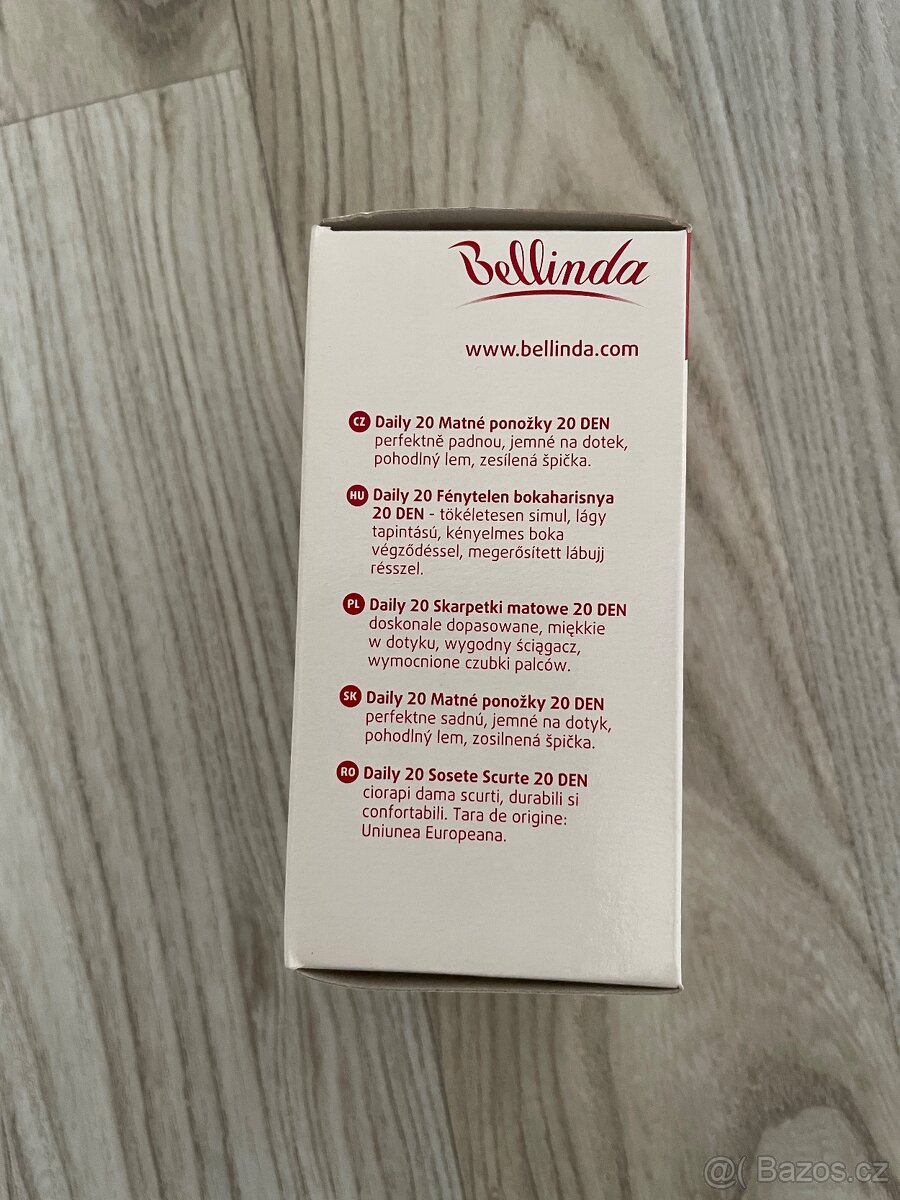 Bellinda
www.bellinda.com
CZ Daily 20 Matné ponožky 20 DEN
perfektně padnou, jemné na dotek,
pohodlný lem, zesílená špička.
HU Daily 20 Fénytelen bokaharisnya
20 DEN - tökéletesen simul, lágy
tapintású, kényelmes boka
végződéssel, megerősített lábujj
résszel.
PL Daily 20 Skarpetki matowe 20 DEN
doskonale dopasowane, miękkie
w dotyku, wygodny ściągacz,
wymocnione czubki palców.
SK Daily 20 Matné ponožky 20 DEN
perfektne sadnú, jemné na dotyk,
pohodlný lem, zosilnená špička.
RO Daily 20 Sosete Scurte 20 DEN
ciorapi dama scurti, durabili si
confortabili. Tara de origine:
Uniunea Europeana.
@( Bazos.cz